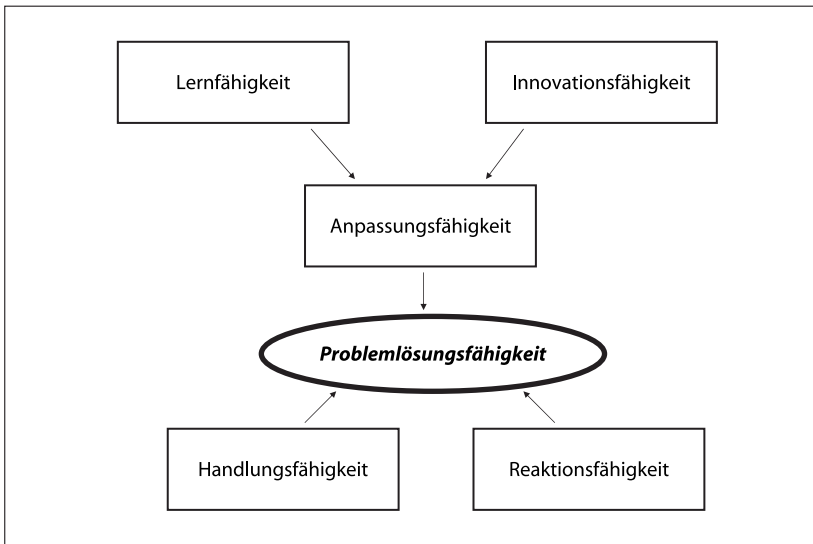 Lernfähigkeit
Innovationsfähigkeit
Anpassungsfähigkeit
Problemlösungsfähigkeit
Handlungsfähigkeit
Reaktionsfähigkeit